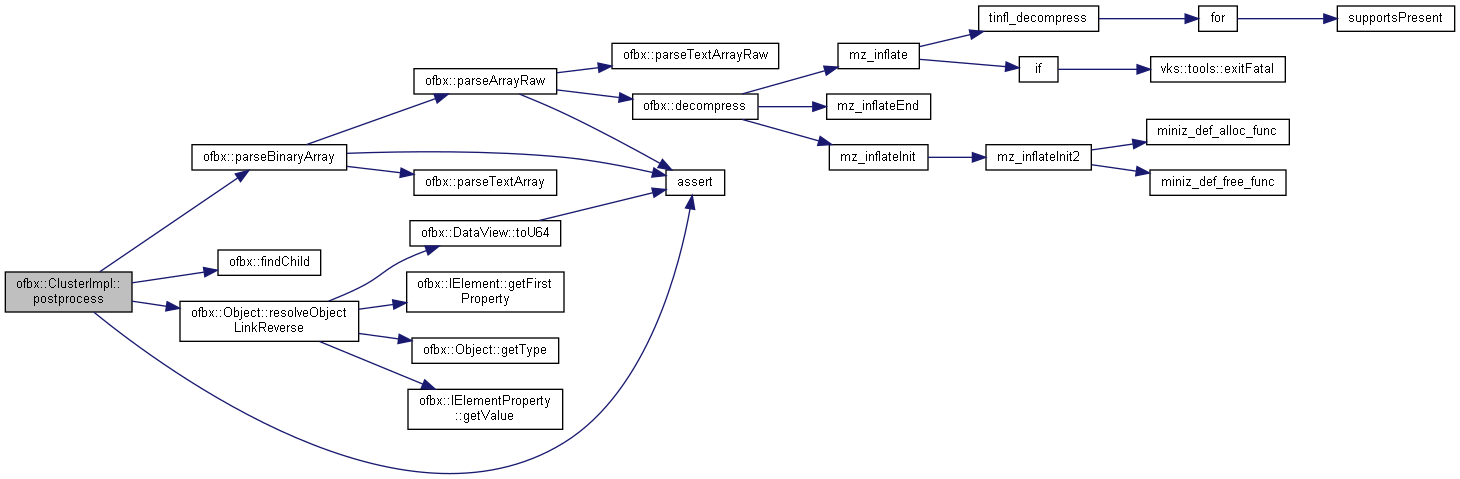 tinfl_decompress
for
supportsPresent
ofbx::parseTextArrayRaw
mz_inflate
ofbx::parseArrayRaw
if
vks::tools::exitFatal
ofbx::decompress
mz_inflateEnd
miniz_def_alloc_func
ofbx::parseBinaryArray
mz_inflateInit
mz_inflateInit2
ofbx::parseTextArray
assert
miniz_def_free_func
ofbx::DataView::toU64
ofbx::findChild
ofbx::ClusterImpl::
postprocess
ofbx::IElement::getFirst
Property
ofbx::Object::resolveObject
LinkReverse
ofbx::Object::getType
ofbx::IElementProperty
::getValue